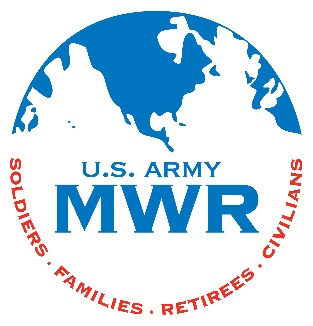 U.S. ARMY
MWR
SOLDIERS · FAMILIES · RETIREES · CIVILIANS